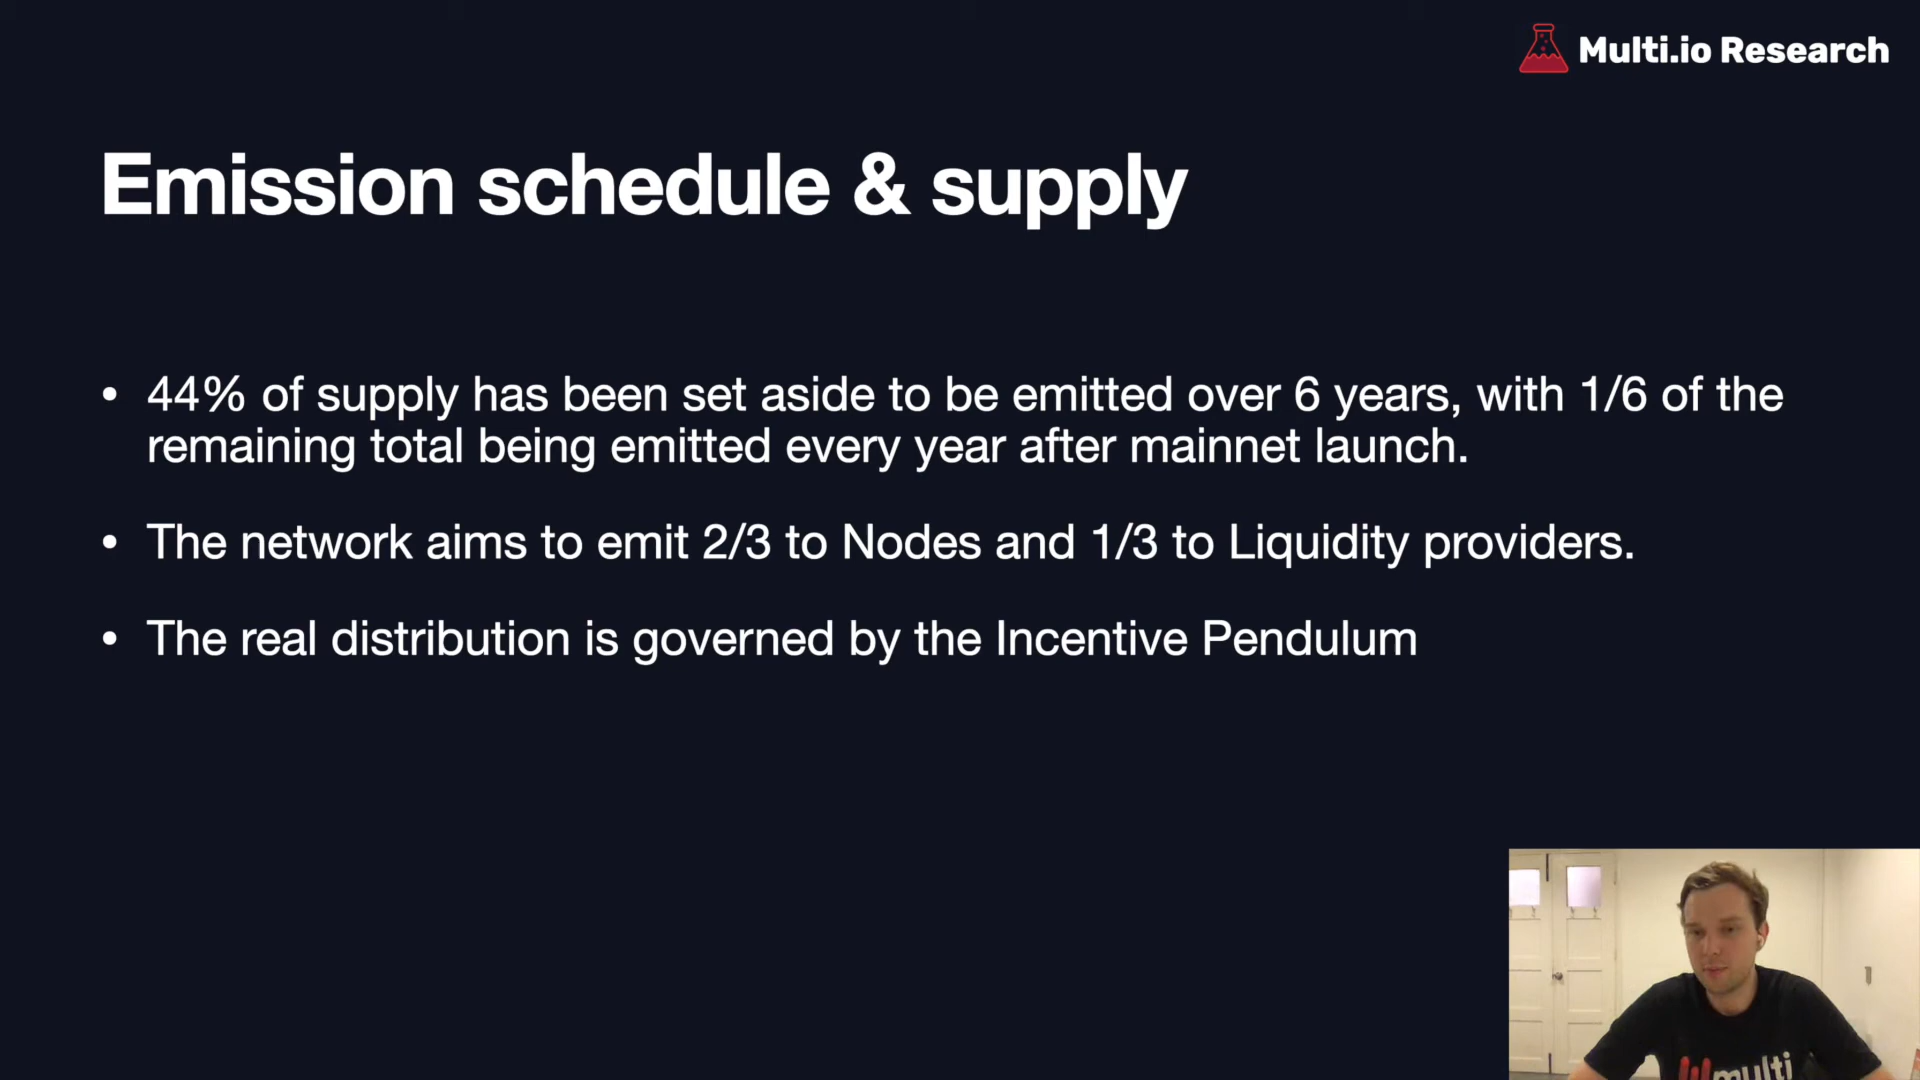 Multi.io Research
Emission schedule & supply
• 44% of supply has been set aside to be emitted over 6 years, with 1/6 of the
remaining total being emitted every year after mainnet launch.
• The network aims to emit 2/3 to Nodes and 1/3 to Liquidity providers.
• The real distribution is governed by the Incentive Pendulum
multi